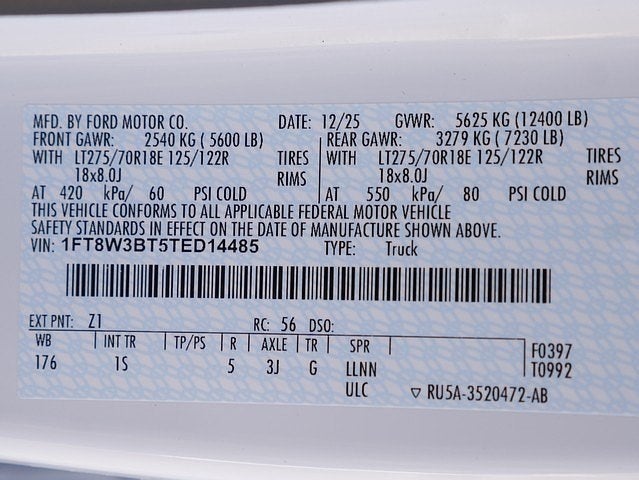 MFD. BY FORD MOTOR CO. DATE: 12/25 GVWR: 5625 KG (12400 LB)
FRONT GAWR: 2540 KG ( 5600 LB) REAR GAWR: 3279 KG ( 7230 LB)
WITH LT275/70R18E 125/122R TIRES WITH LT275/70R18E 125/122R TIRES
18x8.0J RIMS 18x8.0J RIMS
AT 420 kPa/ 60 PSI COLD AT 550 kPa/ 80 PSI COLD
THIS VEHICLE CONFORMS TO ALL APPLICABLE FEDERAL MOTOR VEHICLE
SAFETY STANDARDS IN EFFECT ON THE DATE OF MANUFACTURE SHOWN ABOVE.
VIN: 1FT8W3BT5TED14485 TYPE: Truck
EXT PNT: Z1 RC: 56 DSO:
WB INT TR TP/PS R AXLE TR SPR F0397
176 1S 5 3J G LLNN T0992
ULC ▽ RU5A-3520472-AB